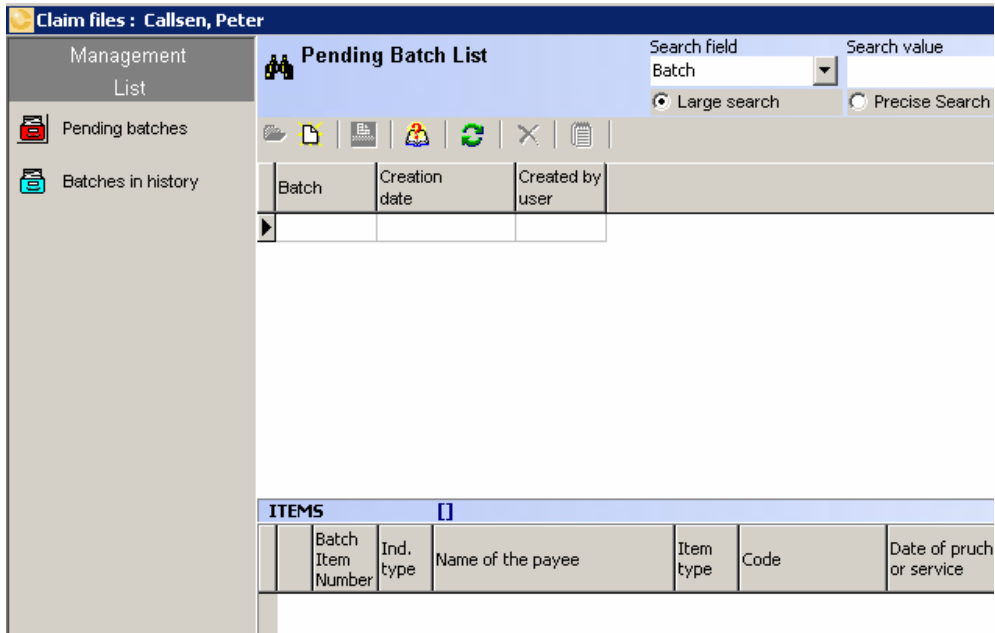 Claim files : Callsen, Peter
Management
List
Pending batches
Batches in history
Pending Batch List
Search field
Search value
Batch
Large search
Precise Search
Batch
Creation
date
Created by
user
ITEMS []
Batch
Item
Number
Ind.
type
Name of the payee
Item
type
Code
Date of pruch
or service